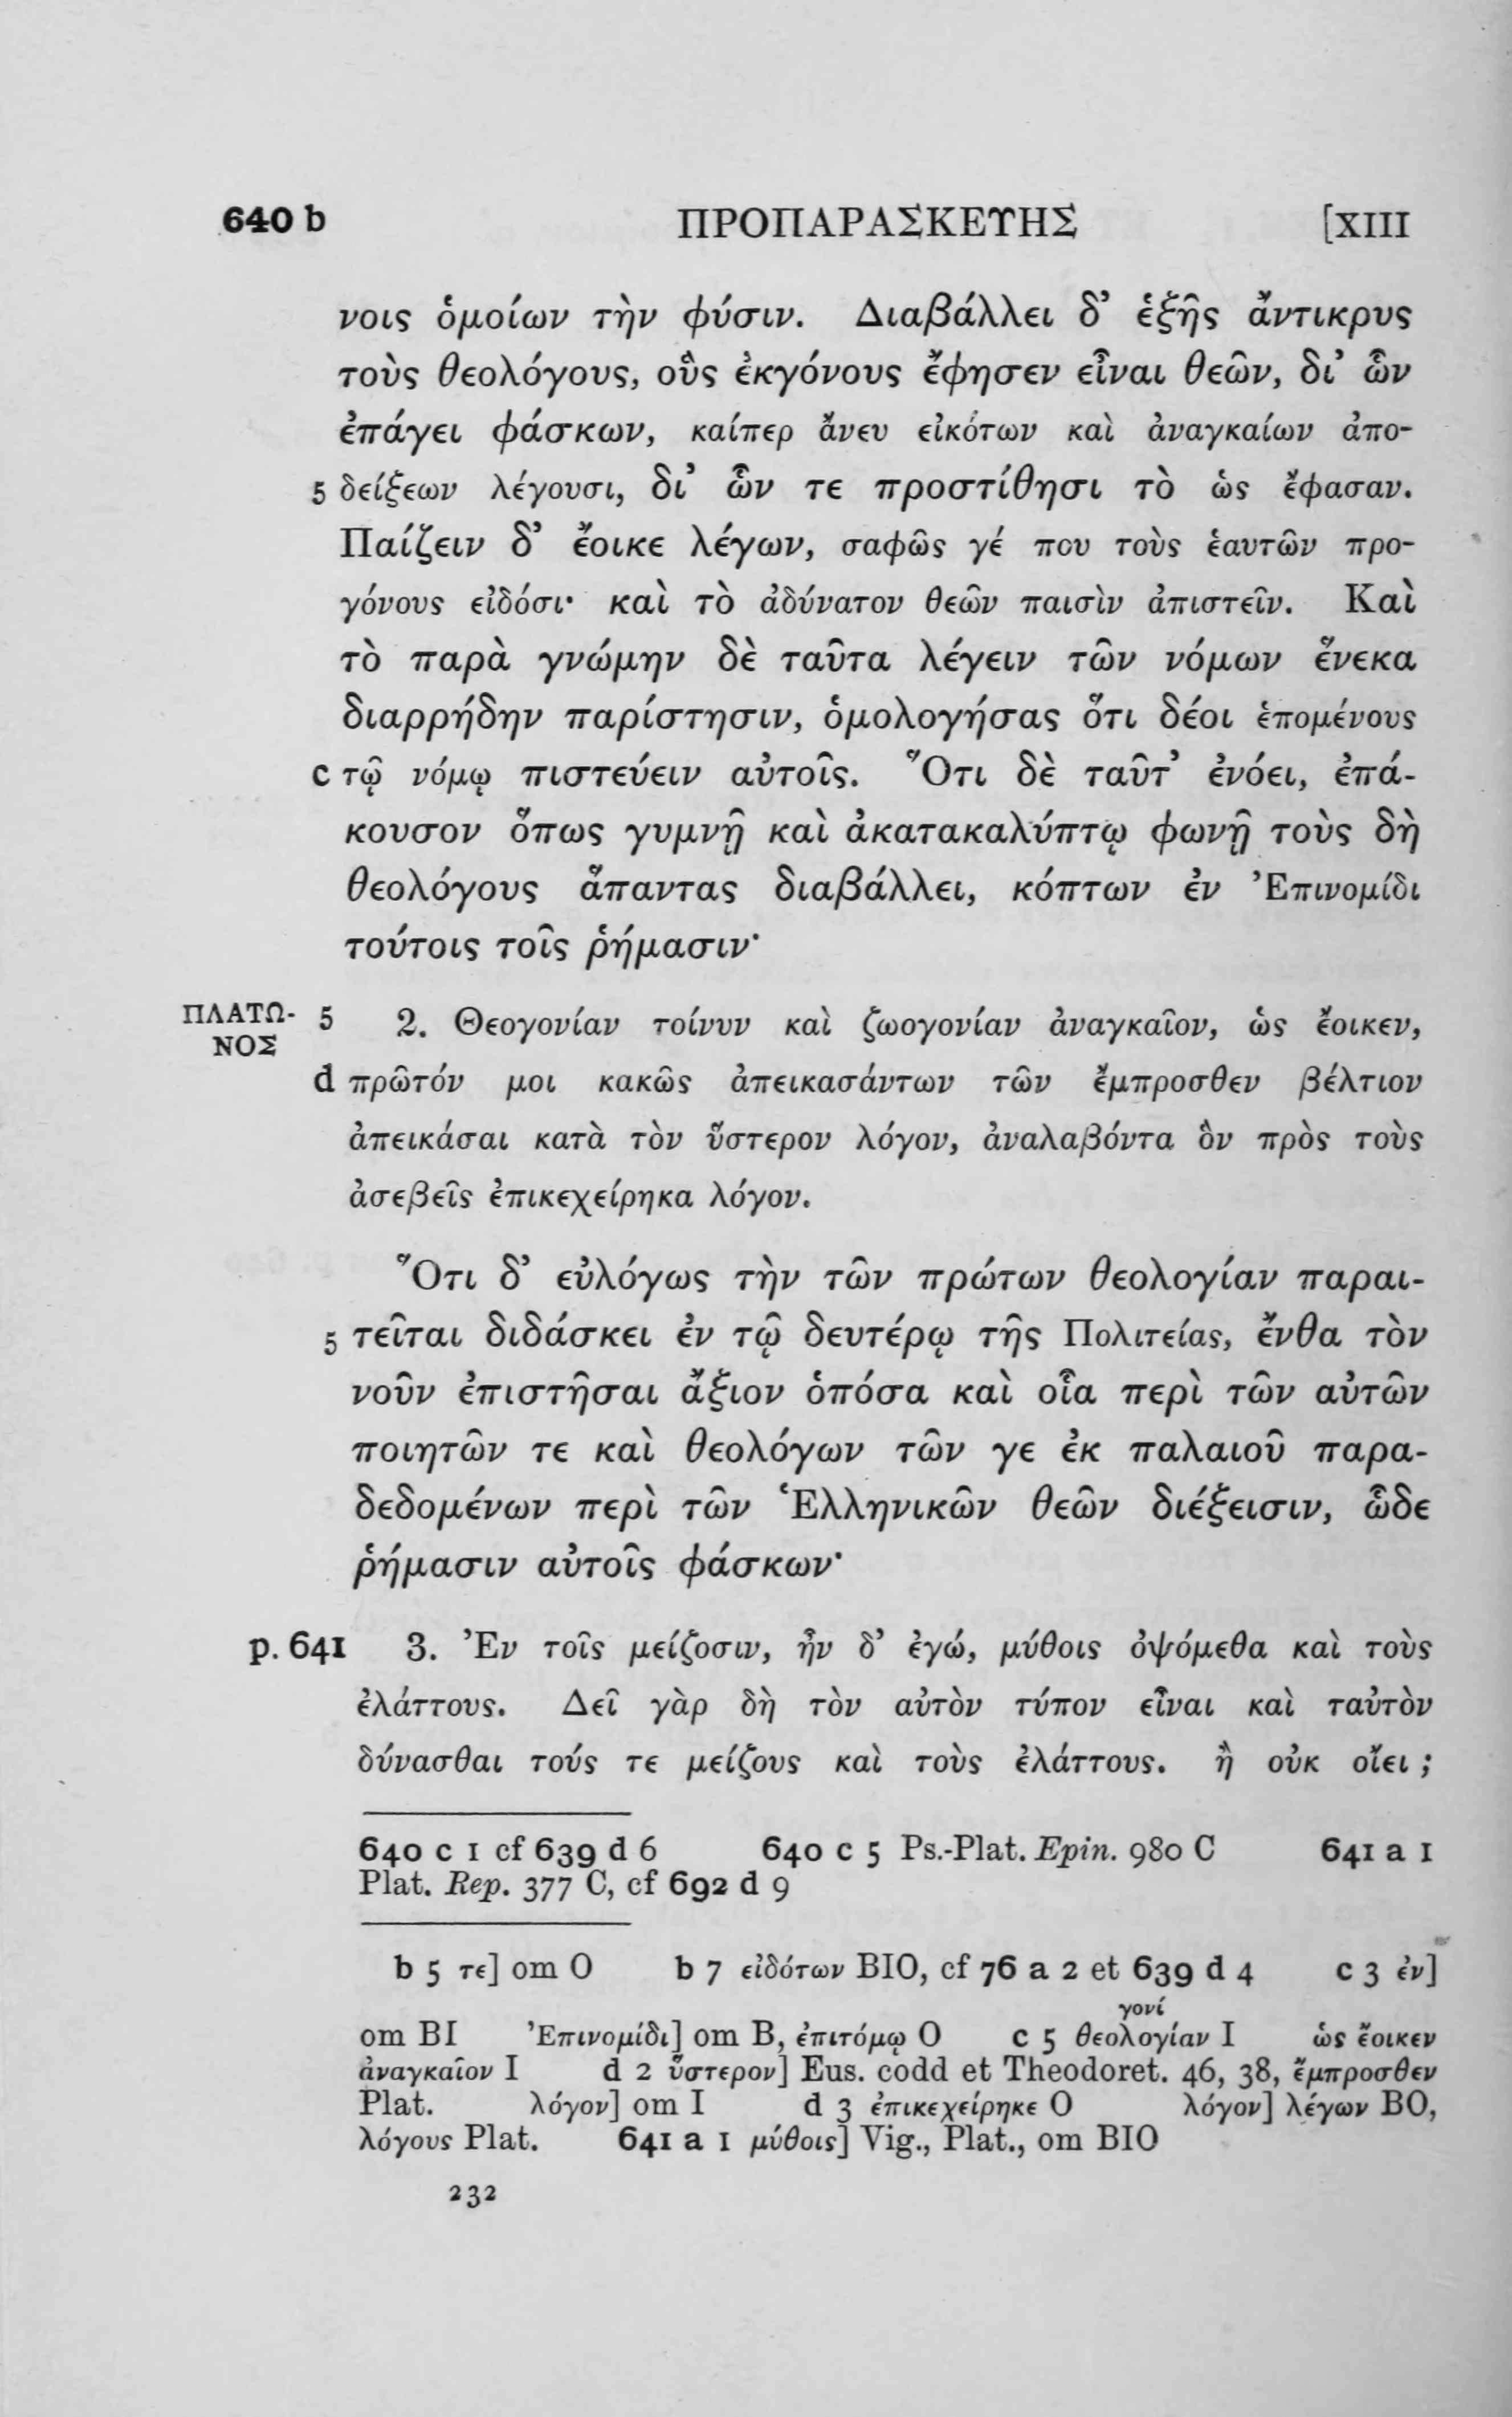 640 b ΠΡΟΠΑΡΑΣΚΕΥΗΣ [XIII
νοις ὁμοίων τὴν φύσιν. Διαβάλλει δ’ ἑξῆς ἄντικρυς
τοὺς θεολόγους, οὓς ἐκγόνους ἔφησεν εἶναι θεῶν, δι’ ὧν
ἐπάγει φάσκων, καίπερ ἄνευ εἰκότων καὶ ἀναγκαίων ἀπο-
5 δείξεων λέγουσι, δι’ ὧν τε προστίθησι τὸ ὡς ἔφασαν.
Παίζειν δ’ ἔοικε λέγων, σαφῶς γέ που τοὺς ἑαυτῶν προ-
γόνους εἰδόσι· καὶ τὸ ἀδύνατον θεῶν παισὶν ἀπιστεῖν. Καὶ
τὸ παρὰ γνώμην δὲ ταῦτα λέγειν τῶν νόμων ἕνεκα
διαρρήδην παρίστησιν, ὁμολογήσας ὅτι δέοι ἑπομένους
c τῷ νόμῳ πιστεύειν αὐτοῖς. Ὅτι δὲ ταῦτ’ ἐνόει, ἐπά-
κουσον ὅπως γυμνῇ καὶ ἀκατακαλύπτῳ φωνῇ τοὺς δὴ
θεολόγους ἅπαντας διαβάλλει, κόπτων ἐν Ἐπινομίδι
τούτοις τοῖς ῥήμασιν·
ΠΛΑΤΩ- 5 2. Θεογονίαν τοίνυν καὶ ζωογονίαν ἀναγκαῖον, ὡς ἔοικεν,
ΝΟΣ
d πρῶτόν μοι κακῶς ἀπεικασάντων τῶν ἔμπροσθεν βέλτιον
ἀπεικάσαι κατὰ τὸν ὕστερον λόγον, ἀναλαβόντα ὃν πρὸς τοὺς
ἀσεβεῖς ἐπικεχείρηκα λόγον.
Ὅτι δ’ εὐλόγως τὴν τῶν πρώτων θεολογίαν παραι-
5 τεῖται διδάσκει ἐν τῷ δευτέρῳ τῆς Πολιτείας, ἔνθα τὸν
νοῦν ἐπιστῆσαι ἄξιον ὁπόσα καὶ οἷα περὶ τῶν αὐτῶν
ποιητῶν τε καὶ θεολόγων τῶν γε ἐκ παλαιοῦ παρα-
δεδομένων περὶ τῶν Ἑλληνικῶν θεῶν διέξεισιν, ὧδε
ῥήμασιν αὐτοῖς φάσκων·
p. 641 3. Ἐν τοῖς μείζοσιν, ἦν δ’ ἐγώ, μύθοις ὀψόμεθα καὶ τοὺς
ἐλάττους. Δεῖ γὰρ δὴ τὸν αὐτὸν τύπον εἶναι καὶ ταὐτὸν
δύνασθαι τούς τε μείζους καὶ τοὺς ἐλάττους. ἢ οὐκ οἴει ;
640 c 1 cf 639 d 6 640 c 5 Ps.-Plat. Epin. 980 C 641 a 1
Plat. Rep. 377 C, cf 692 d 9
b 5 τε] om O b 7 εἰδότων BIO, cf 76 a 2 et 639 d 4 c 3 ἐν]
γονί
om BI Ἐπινομίδι] om B, ἐπιτόμῳ O c 5 θεολογίαν I ὡς ἔοικεν
ἀναγκαῖον I d 2 ὕστερον] Eus. codd et Theodoret. 46, 38, ἔμπροσθεν
Plat. λόγον] om I d 3 ἐπικεχείρηκε O λόγον] λέγων BO,
λόγους Plat. 641 a 1 μύθοις] Vig., Plat., om BIO
232